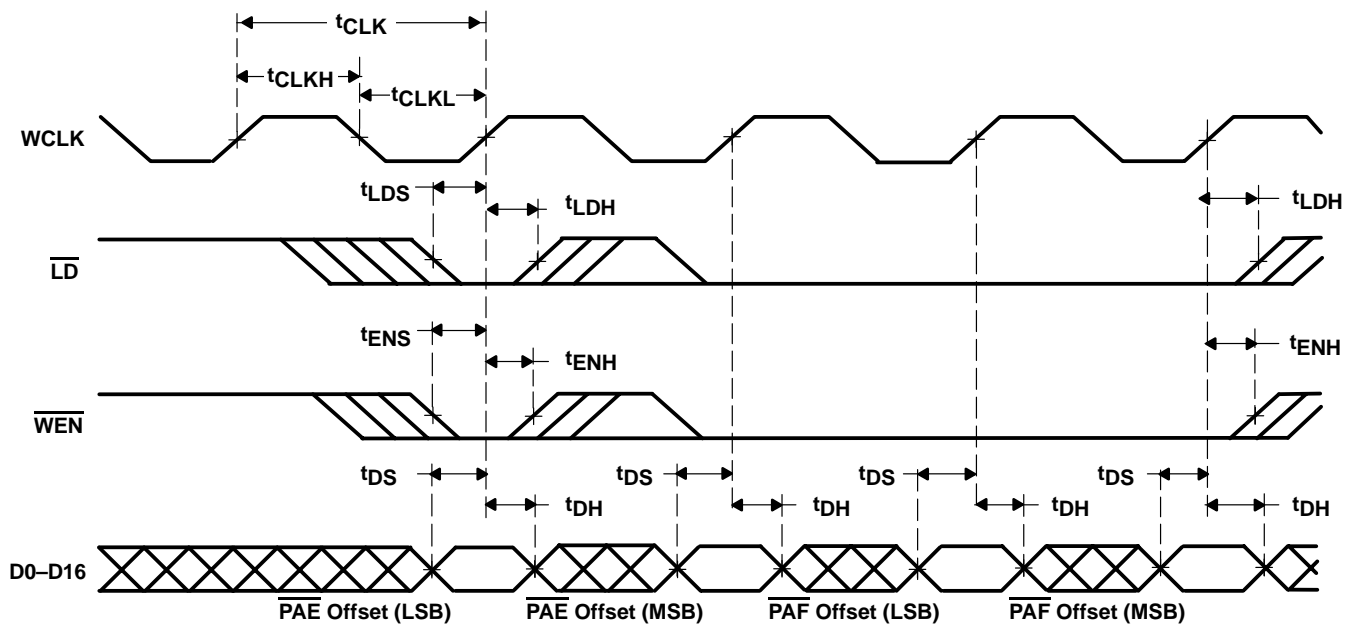 tCLK
tCLKH
tCLKL
WCLK
tLDS
tLDH
tLDH
LD
tENS
tENH
tENH
WEN
tDS
tDS
tDS
tDS
tDH
tDH
tDH
tDH
D0–D16
PAE Offset (LSB)
PAE Offset (MSB)
PAF Offset (LSB)
PAF Offset (MSB)